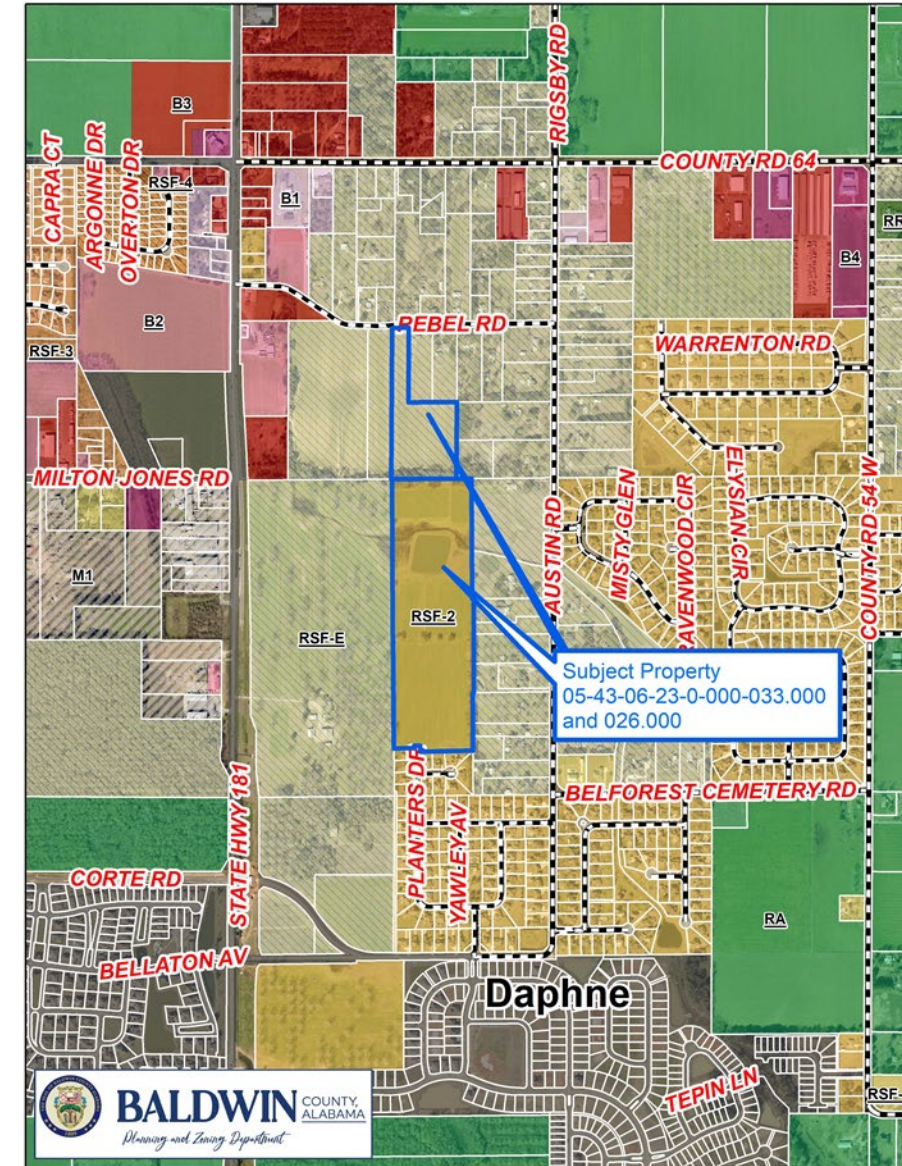 RIGSBY RD
B3
COUNTY RD 64
CAPRA CT
ARGONNE DR
OVERTON DR
RSF-4
B1
RR
B4
B2
REBEL RD
WARRENTON RD
RSF-3
MILTON JONES RD
AUSTIN RD
MISTY GLEN
RAVENWOOD CIR
ELYSIAN CIR
COUNTY RD 54 W
M1
RSF-E
RSF-2
Subject Property
05-43-06-23-0-000-033.000
and 026.000
STATE HWY 181
PLANTERS DR
YAWLEY AV
BELFOREST CEMETERY RD
CORTE RD
RA
BELLATON AV
Daphne
TEPIN LN
RSF-
BALDWIN COUNTY, ALABAMA
Planning and Zoning Department